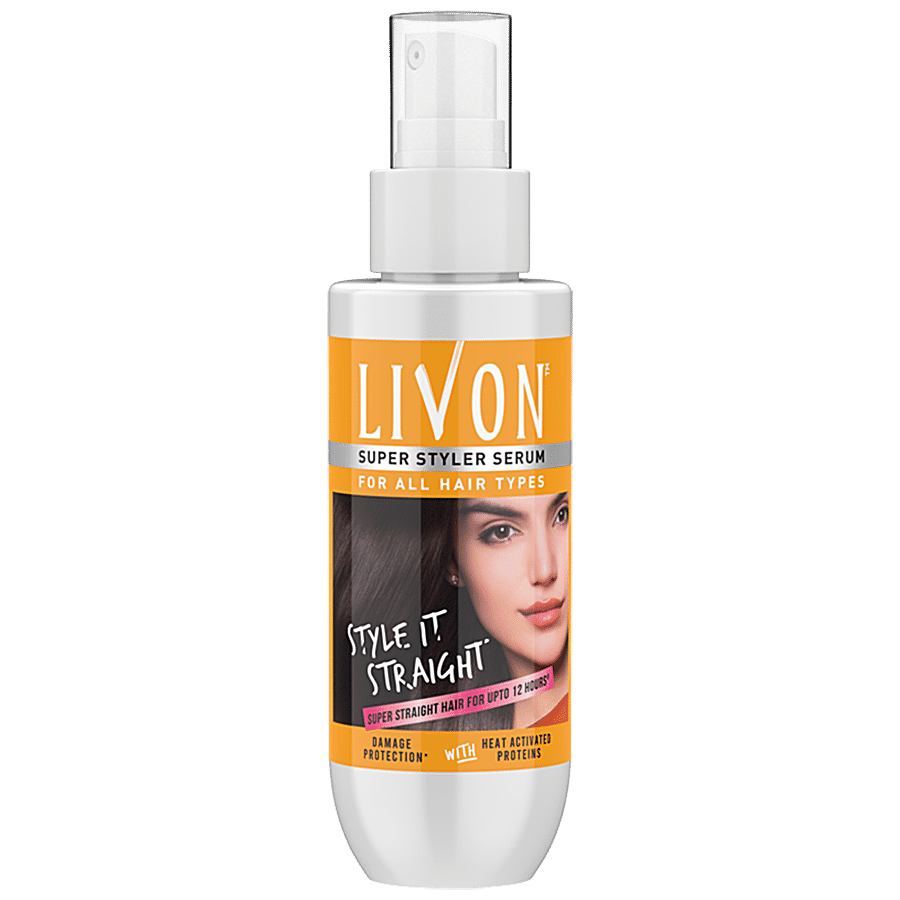 LIVON™
SUPER STYLER SERUM
FOR ALL HAIR TYPES
STYLE IT
STRAIGHT*
SUPER STRAIGHT HAIR FOR UPTO 12 HOURS*
DAMAGE
PROTECTION*
WITH
HEAT ACTIVATED
PROTEINS